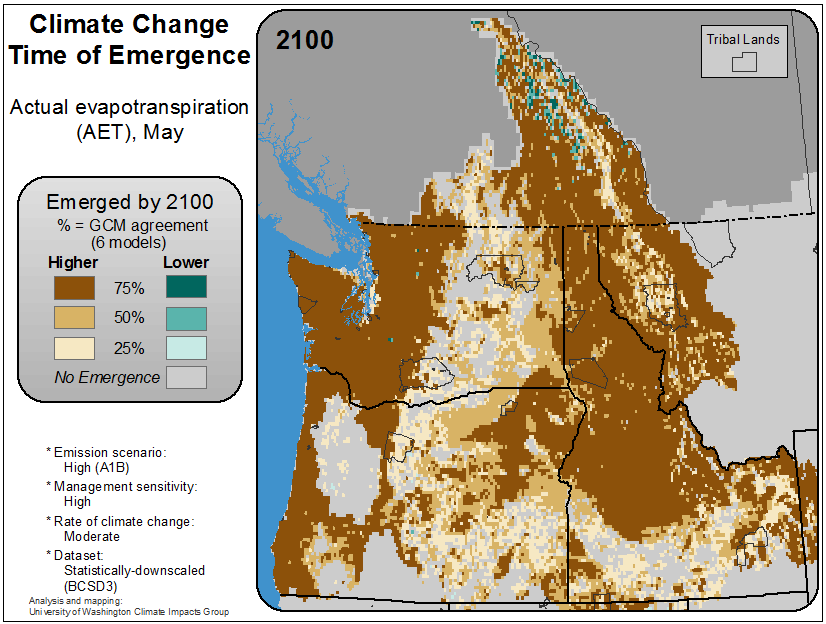 Climate Change
Time of Emergence
Actual evapotranspiration
(AET), May
Emerged by 2100
% = GCM agreement
(6 models)
Higher Lower
75%
50%
25%
No Emergence
* Emission scenario:
High (A1B)
* Management sensitivity:
High
* Rate of climate change:
Moderate
* Dataset:
Statistically-downscaled
(BCSD3)
Analysis and mapping:
University of Washington Climate Impacts Group
2100
Tribal Lands